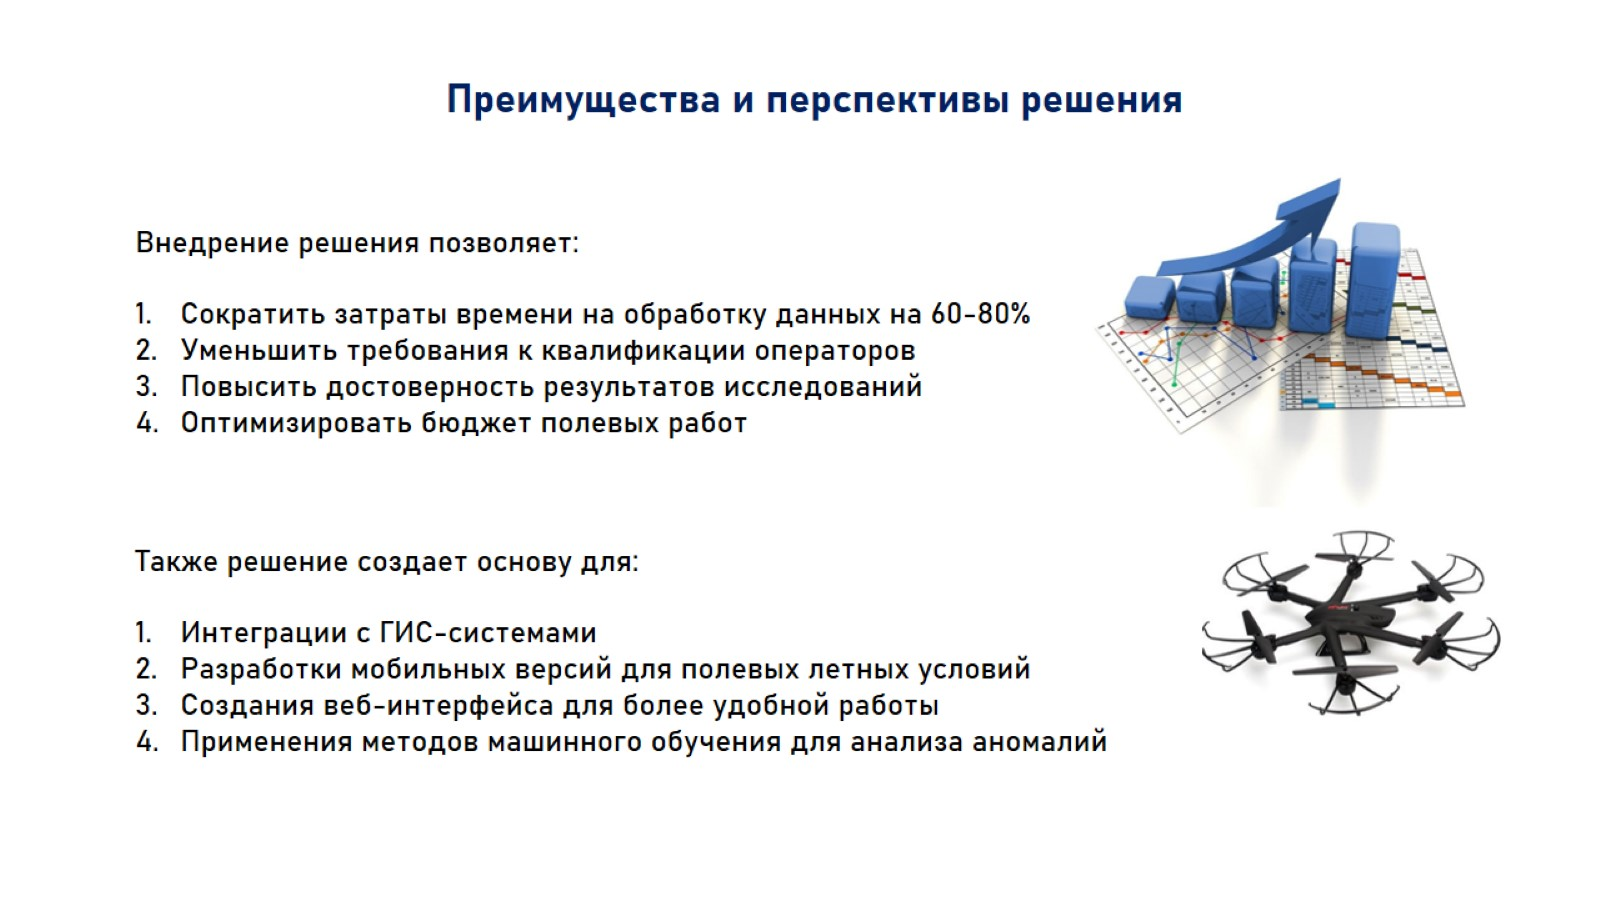 Преимущества и перспективы решения
Внедрение решения позволяет:
1. Сократить затраты времени на обработку данных на 60-80%
2. Уменьшить требования к квалификации операторов
3. Повысить достоверность результатов исследований
4. Оптимизировать бюджет полевых работ
Также решение создает основу для:
1. Интеграции с ГИС-системами
2. Разработки мобильных версий для полевых летных условий
3. Создания веб-интерфейса для более удобной работы
4. Применения методов машинного обучения для анализа аномалий